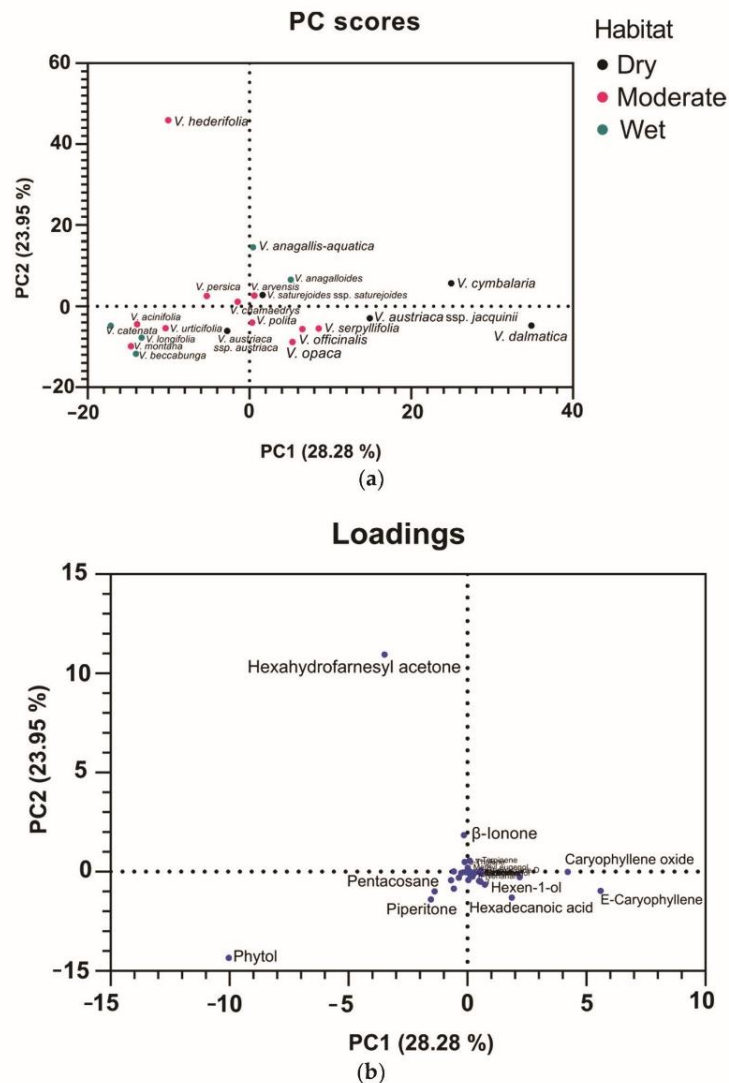 PC scores
Habitat
Dry
Moderate
Wet
60
40
20
0
−20
PC2 (23.95 %)
V. hederifolia
V. anagallis-aquatica
V. anagalloides
V. cymbalaria
V. persica
V. arvensis
V. saturejoides ssp. saturejoides
V. chamaedrys
V. acinifolia
V. polita
V. austriaca ssp. jacquinii
V. catenata
V. urticifolia
V. serpyllifolia
V. dalmatica
V. longifolia
V. austriaca
ssp. austriaca
V. officinalis
V. montana
V. opaca
V. beccabunga
−20
0
20
40
PC1 (28.28 %)
(a)
Loadings
15
10
5
0
−15
PC2 (23.95 %)
Hexahydrofarnesyl acetone
β-Ionone
Caryophyllene oxide
Pentacosane
Hexen-1-ol
E-Caryophyllene
Piperitone
Hexadecanoic acid
Phytol
−15
−10
−5
0
5
10
PC1 (28.28 %)
(b)